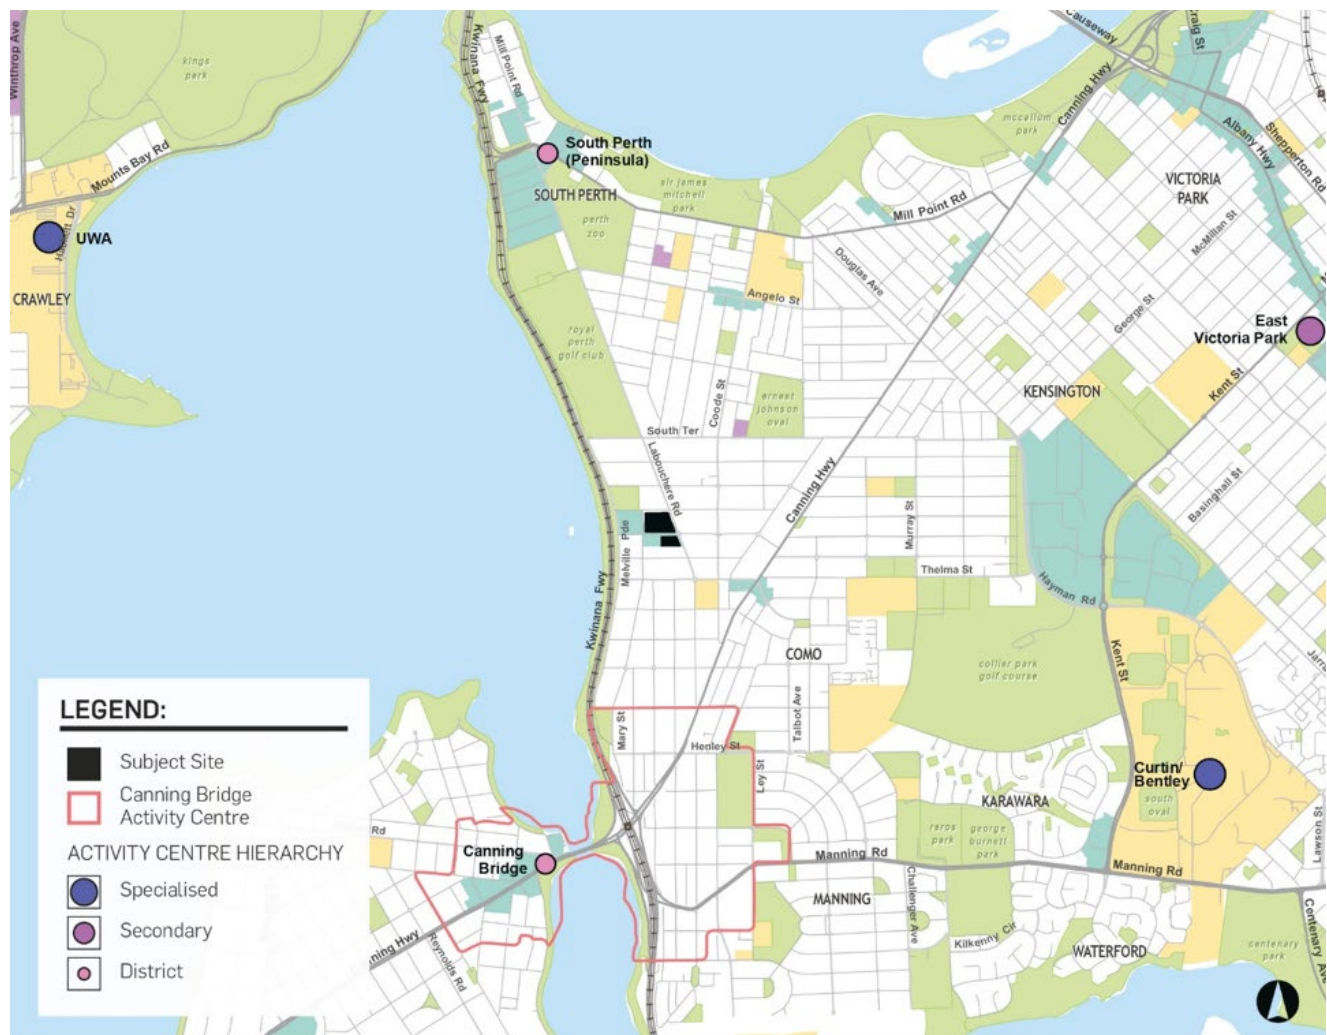 Winthrop Ave
kings
park
Mounts Bay Rd
UWA
CRAWLEY
Kwinana Fwy
Mill Point Rd
South Perth
(Peninsula)
SOUTH PERTH
perth
zoo
sir james
mitchell
park
Mill Point Rd
mccallum
park
Causeway
Canning Hwy
Craig St
Albany Hwy
Shepperton Rd
VICTORIA
PARK
McMillan St
Douglas Ave
George St
Angelo St
royal
perth
golf club
Coode St
ernest
johnson
oval
South Ter
Labouchere Rd
Canning Hwy
KENSINGTON
East
Victoria Park
Kent St
Basinghall St
Murray St
Thelma St
Hayman Rd
Melville Pde
Kwinana Fwy
COMO
collier park
golf course
Kent St
Talbot Ave
Mary St
Henley St
Ley St
Curtin/
Bentley
south
oval
KARAWARA
raros
park
george
burnett
park
Lawson St
Manning Rd
Manning Rd
MANNING
Challenger Ave
Kilkenny Cir
WATERFORD
centenary
park
Centenary Ave
Rd
Canning
Bridge
Reynolds Rd
nning Hwy
LEGEND:
Subject Site
Canning Bridge
Activity Centre
ACTIVITY CENTRE HIERARCHY
Specialised
Secondary
District